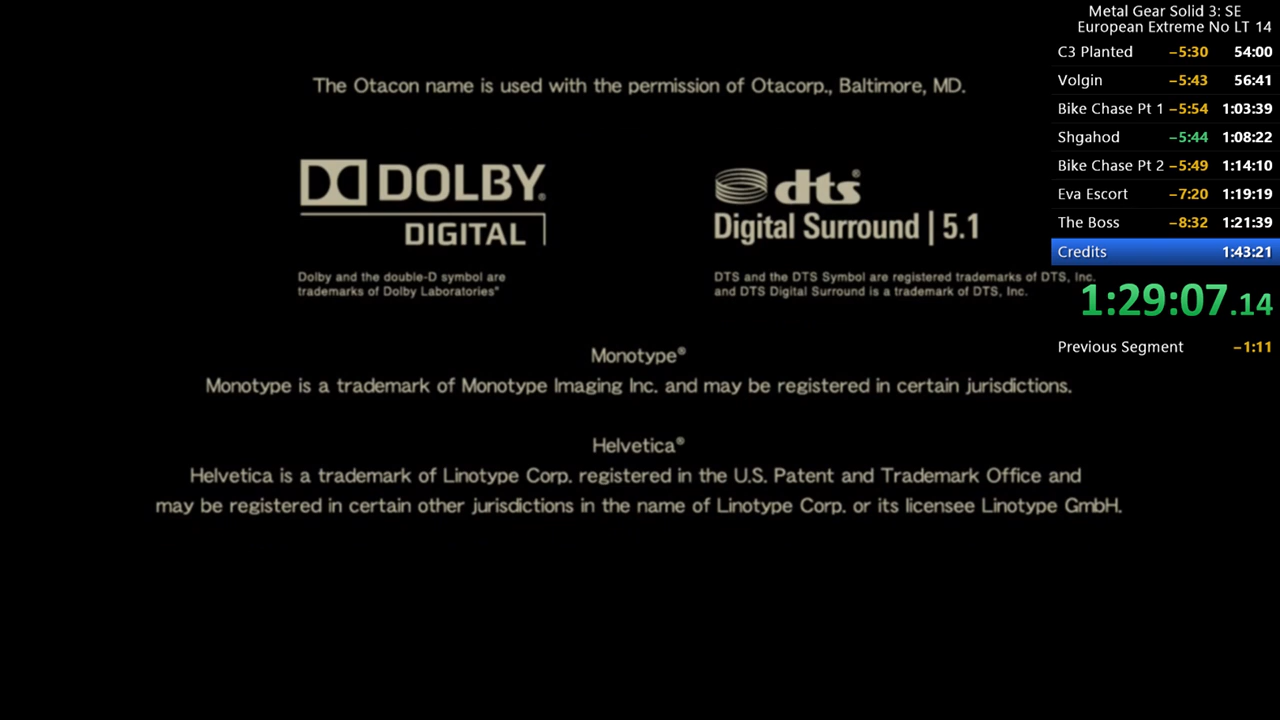 Metal Gear Solid 3: SE
European Extreme No LT 14
C3 Planted −5:30 54:00
Volgin −5:43 56:41
Bike Chase Pt 1 −5:54 1:03:39
Shgahod −5:44 1:08:22
Bike Chase Pt 2 −5:49 1:14:10
Eva Escort −7:20 1:19:19
The Boss −8:32 1:21:39
Credits 1:43:21
1:29:07.14
Previous Segment −1:11
The Otacon name is used with the permission of Otacorp., Baltimore, MD.
DOLBY®
DIGITAL
Dolby and the double-D symbol are
trademarks of Dolby Laboratories"
dts®
Digital Surround | 5.1
DTS and the DTS Symbol are registered trademarks of DTS, Inc.
and DTS Digital Surround is a trademark of DTS, Inc.
Monotype®
Monotype is a trademark of Monotype Imaging Inc. and may be registered in certain jurisdictions.
Helvetica®
Helvetica is a trademark of Linotype Corp. registered in the U.S. Patent and Trademark Office and
may be registered in certain other jurisdictions in the name of Linotype Corp. or its licensee Linotype GmbH.